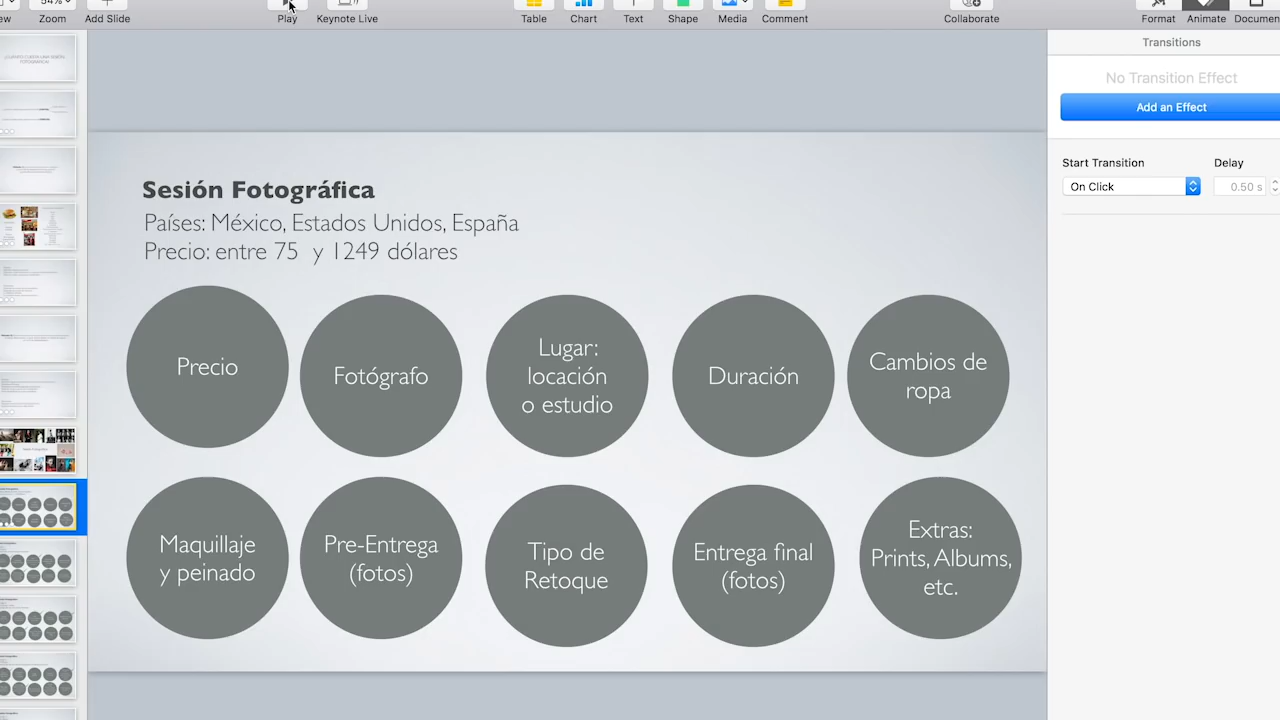 54%
ew
Zoom
Add Slide
Play
Keynote Live
Table
Chart
Text
Shape
Media
Comment
Collaborate
Format
Animate
Documen
Transitions
No Transition Effect
Add an Effect
Start Transition
Delay
On Click
0.50 s
Sesión Fotográfica
Países: México, Estados Unidos, España
Precio: entre 75 y 1249 dólares
Precio
Fotógrafo
Lugar:
locación
o estudio
Duración
Cambios de
ropa
Maquillaje
y peinado
Pre-Entrega
(fotos)
Tipo de
Retoque
Entrega final
(fotos)
Extras:
Prints, Albums,
etc.